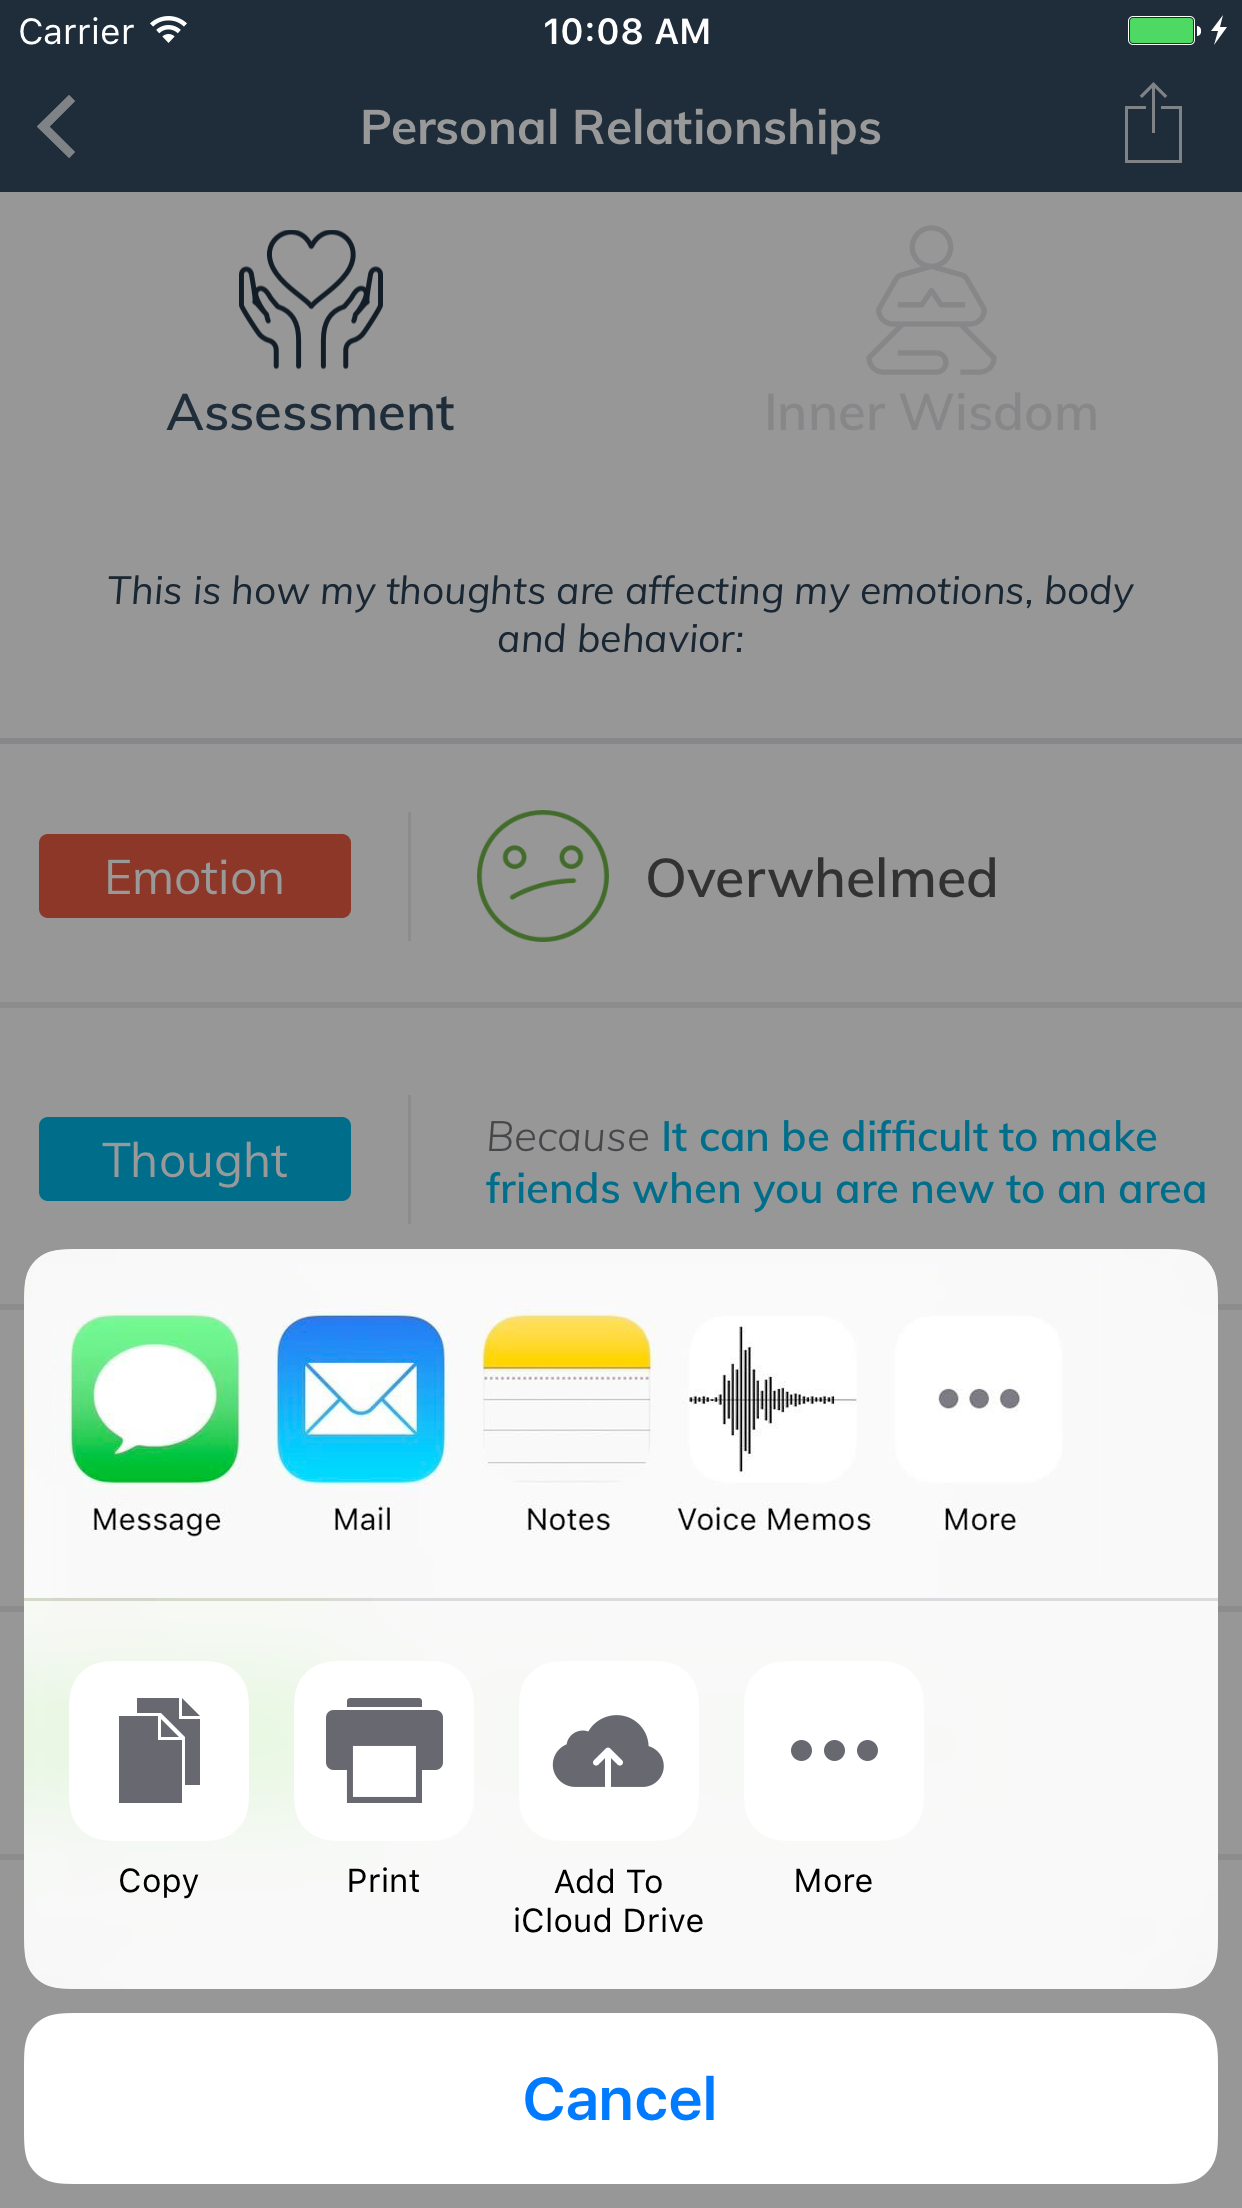 Carrier 10:08 AM
Personal Relationships
Assessment
Inner Wisdom
This is how my thoughts are affecting my emotions, body
and behavior:
Emotion
Overwhelmed
Thought
Because It can be difficult to make
friends when you are new to an area
Message
Mail
Notes
Voice Memos
More
Copy
Print
Add To
iCloud Drive
More
Cancel